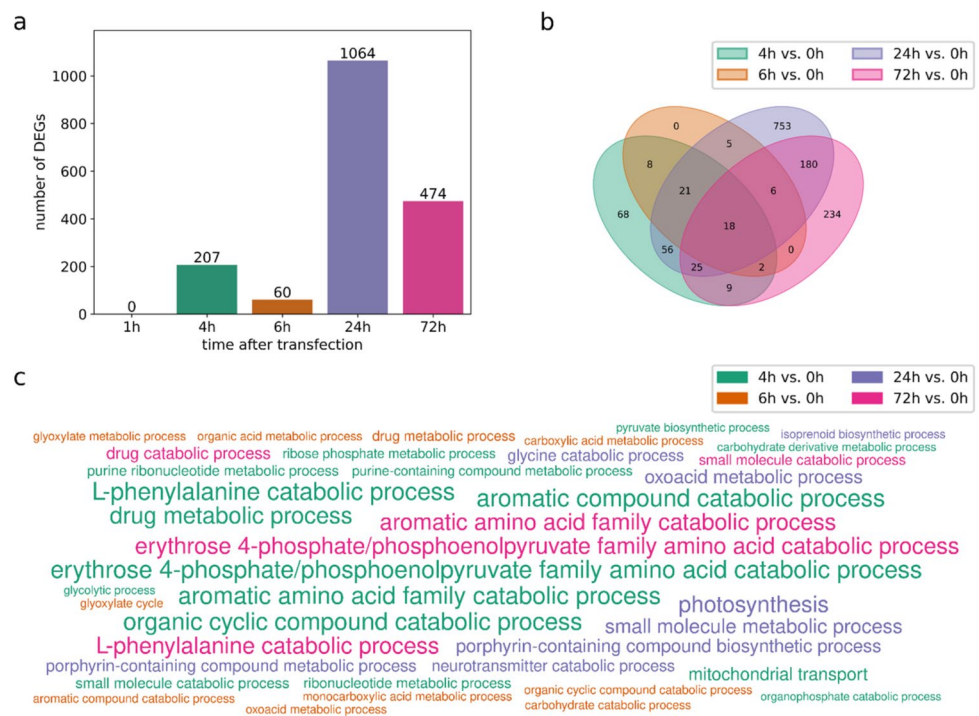 a
1064
1000
800
number of DEGs
600
474
400
207
200
60
0
0
1h
4h
6h
24h
72h
time after transfection
b
4h vs. 0h
24h vs. 0h
6h vs. 0h
72h vs. 0h
0
753
5
8
180
21
6
68
234
18
56
0
25
2
9
c
4h vs. 0h
24h vs. 0h
6h vs. 0h
72h vs. 0h
pyruvate biosynthetic process
glyoxylate metabolic process
organic acid metabolic process
drug metabolic process
isoprenoid biosynthetic process
carboxylic acid metabolic process
carbohydrate derivative metabolic process
drug catabolic process
ribose phosphate metabolic process
glycine catabolic process
small molecule catabolic process
purine ribonucleotide metabolic process
purine-containing compound metabolic process
oxoacid metabolic process
L-phenylalanine catabolic process
aromatic compound catabolic process
drug metabolic process
aromatic amino acid family catabolic process
erythrose 4-phosphate/phosphoenolpyruvate family amino acid catabolic process
erythrose 4-phosphate/phosphoenolpyruvate family amino acid catabolic process
glycolytic process
glyoxylate cycle
aromatic amino acid family catabolic process
photosynthesis
organic cyclic compound catabolic process
small molecule metabolic process
L-phenylalanine catabolic process
porphyrin-containing compound biosynthetic process
porphyrin-containing compound metabolic process
neurotransmitter catabolic process
mitochondrial transport
small molecule catabolic process
ribonucleotide metabolic process
organic cyclic compound catabolic process
aromatic compound catabolic process
monocarboxylic acid metabolic process
organophosphate catabolic process
oxoacid metabolic process
carbohydrate catabolic process